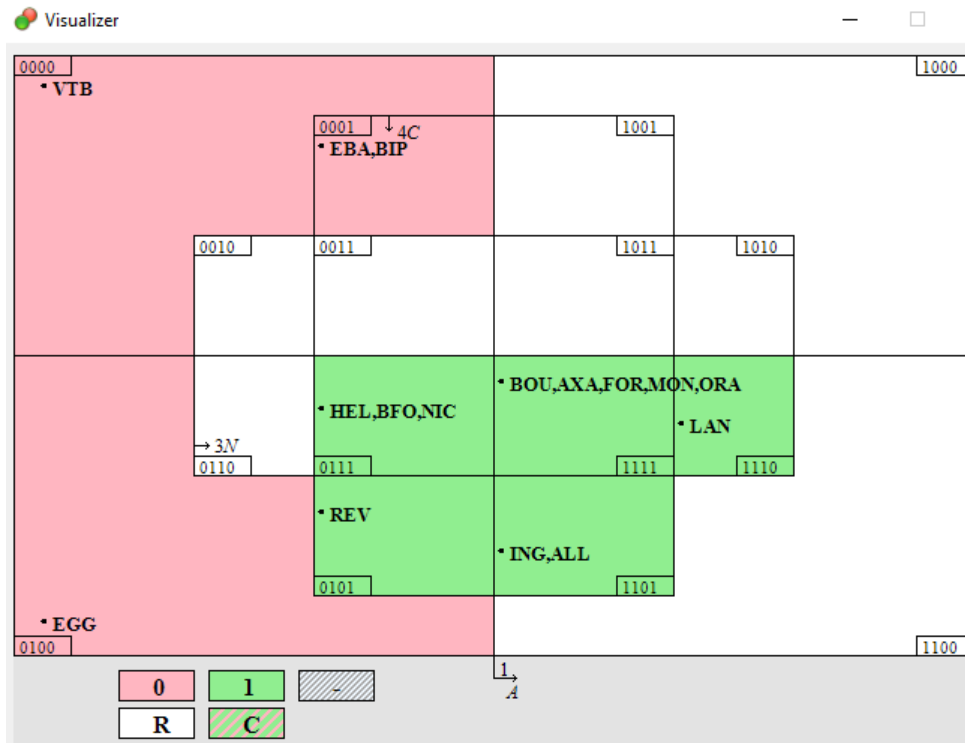 Visualizer
0000 1000
VTB
0001 4C 1001
EBA,BIP
0010 0011 1011 1010
BOU,AXA,FOR,MON,ORA
HEL,BFO,NIC
LAN
3N
0110 0111 1111 1110
REV
ING,ALL
0101 1101
EGG
0100 1100
1
A
0 1 -
R C